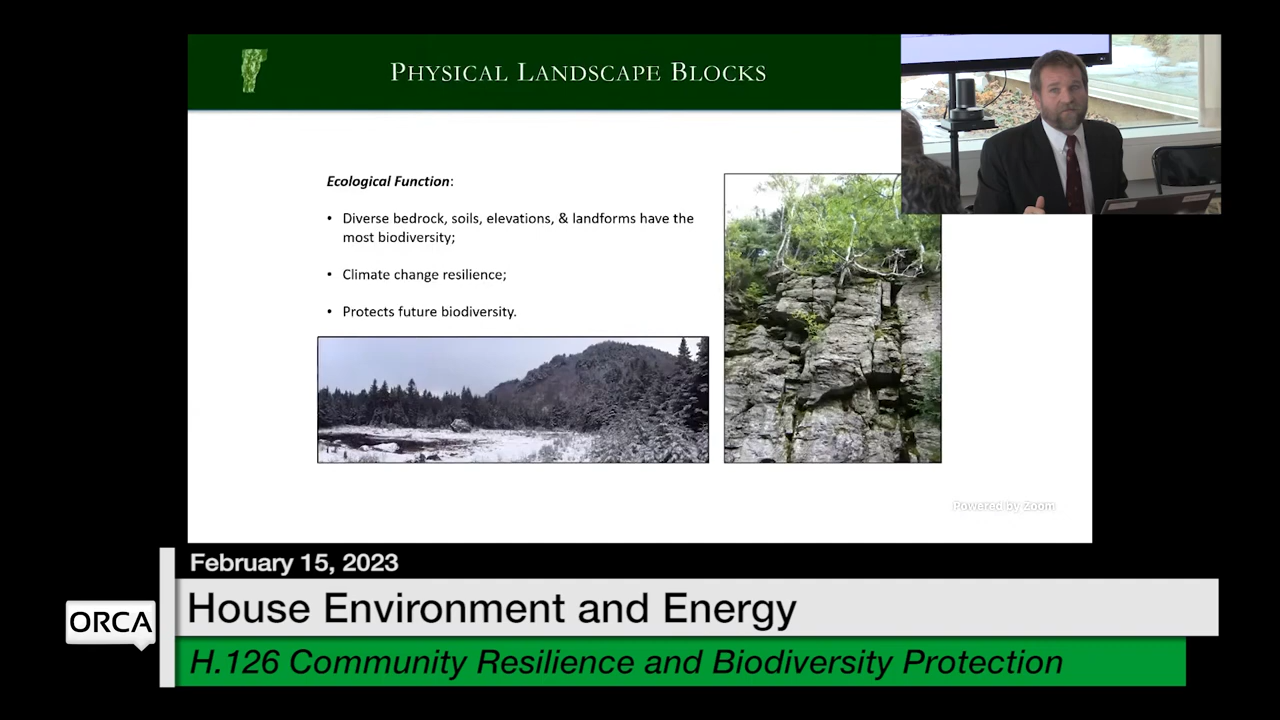 PHYSICAL LANDSCAPE BLOCKS
Ecological Function:
• Diverse bedrock, soils, elevations, & landforms have the
most biodiversity;
• Climate change resilience;
• Protects future biodiversity.
Powered by Zoom
February 15, 2023
ORCA
House Environment and Energy
H.126 Community Resilience and Biodiversity Protection